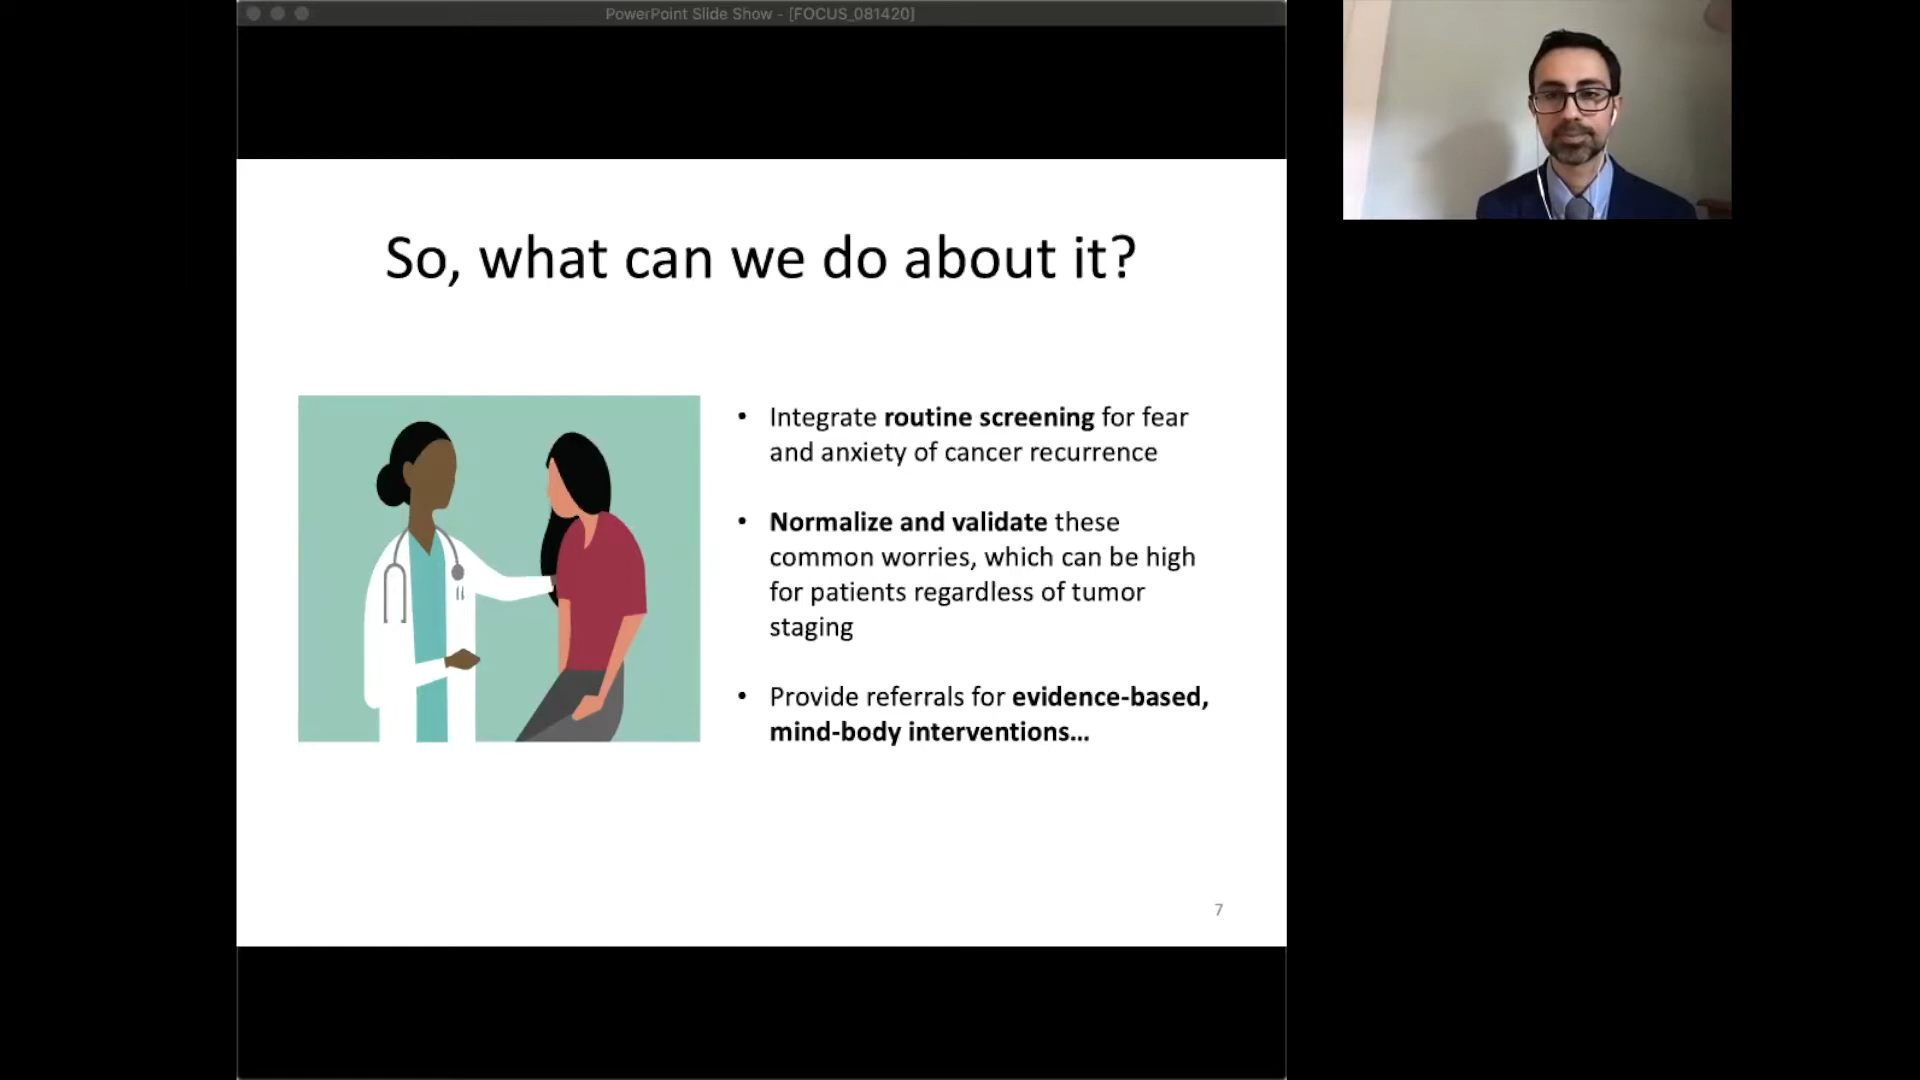 PowerPoint Slide Show - [FOCUS_081420]
So, what can we do about it?
• Integrate routine screening for fear
and anxiety of cancer recurrence
• Normalize and validate these
common worries, which can be high
for patients regardless of tumor
staging
• Provide referrals for evidence-based,
mind-body interventions...
7